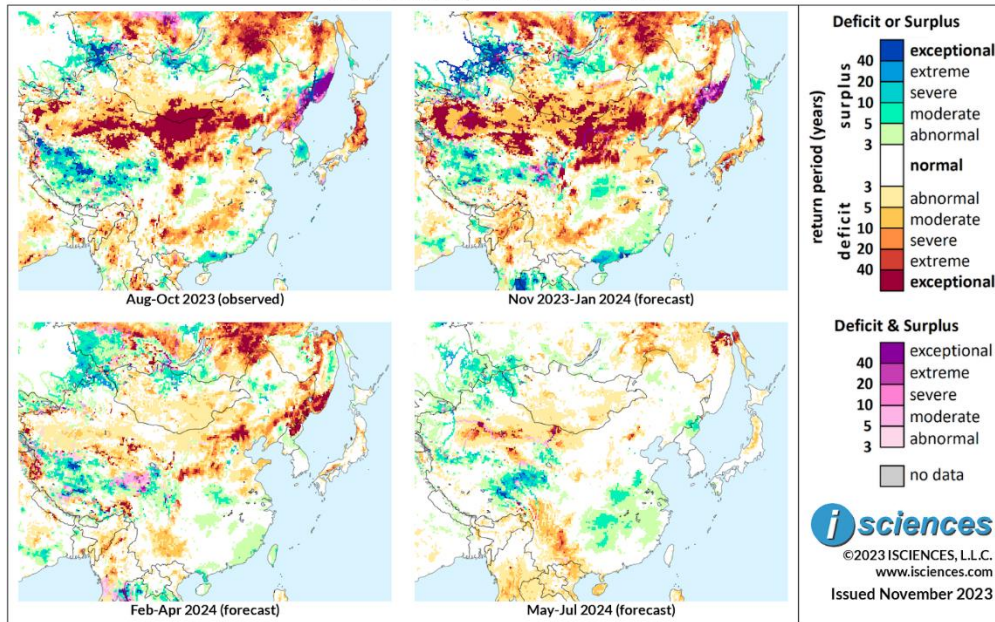 Aug-Oct 2023 (observed)
Nov 2023-Jan 2024 (forecast)
Feb-Apr 2024 (forecast)
May-Jul 2024 (forecast)
Deficit or Surplus
return period (years)
surplus
deficit
exceptional
40
extreme
20
severe
10
moderate
5
abnormal
3
normal
3
abnormal
5
moderate
10
severe
20
extreme
40
exceptional
Deficit & Surplus
exceptional
40
extreme
20
severe
10
moderate
5
abnormal
3
no data
i sciences
©2023 ISCIENCES, L.L.C.
www.isciences.com
Issued November 2023